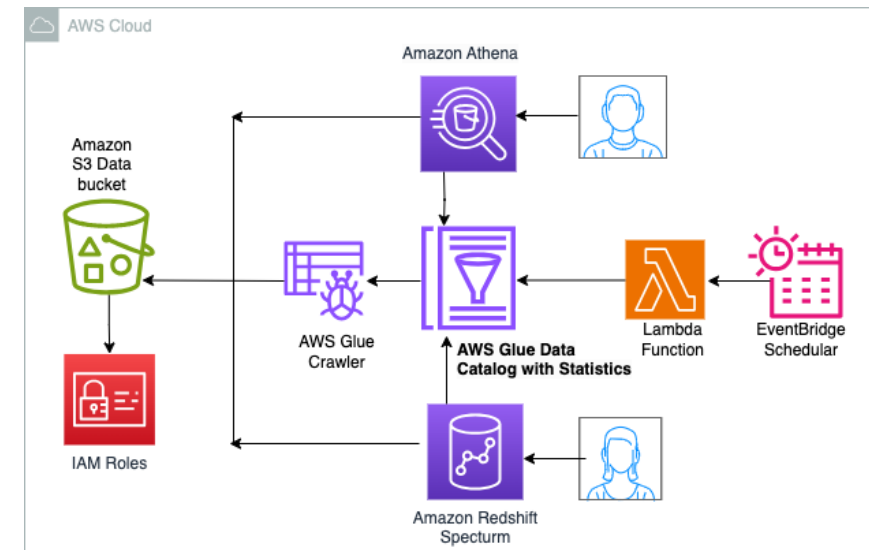 AWS Cloud
Amazon Athena
Amazon
S3 Data
bucket
AWS Glue
Crawler
AWS Glue Data
Catalog with Statistics
Lambda
Function
EventBridge
Schedular
IAM Roles
Amazon Redshift
Specturm